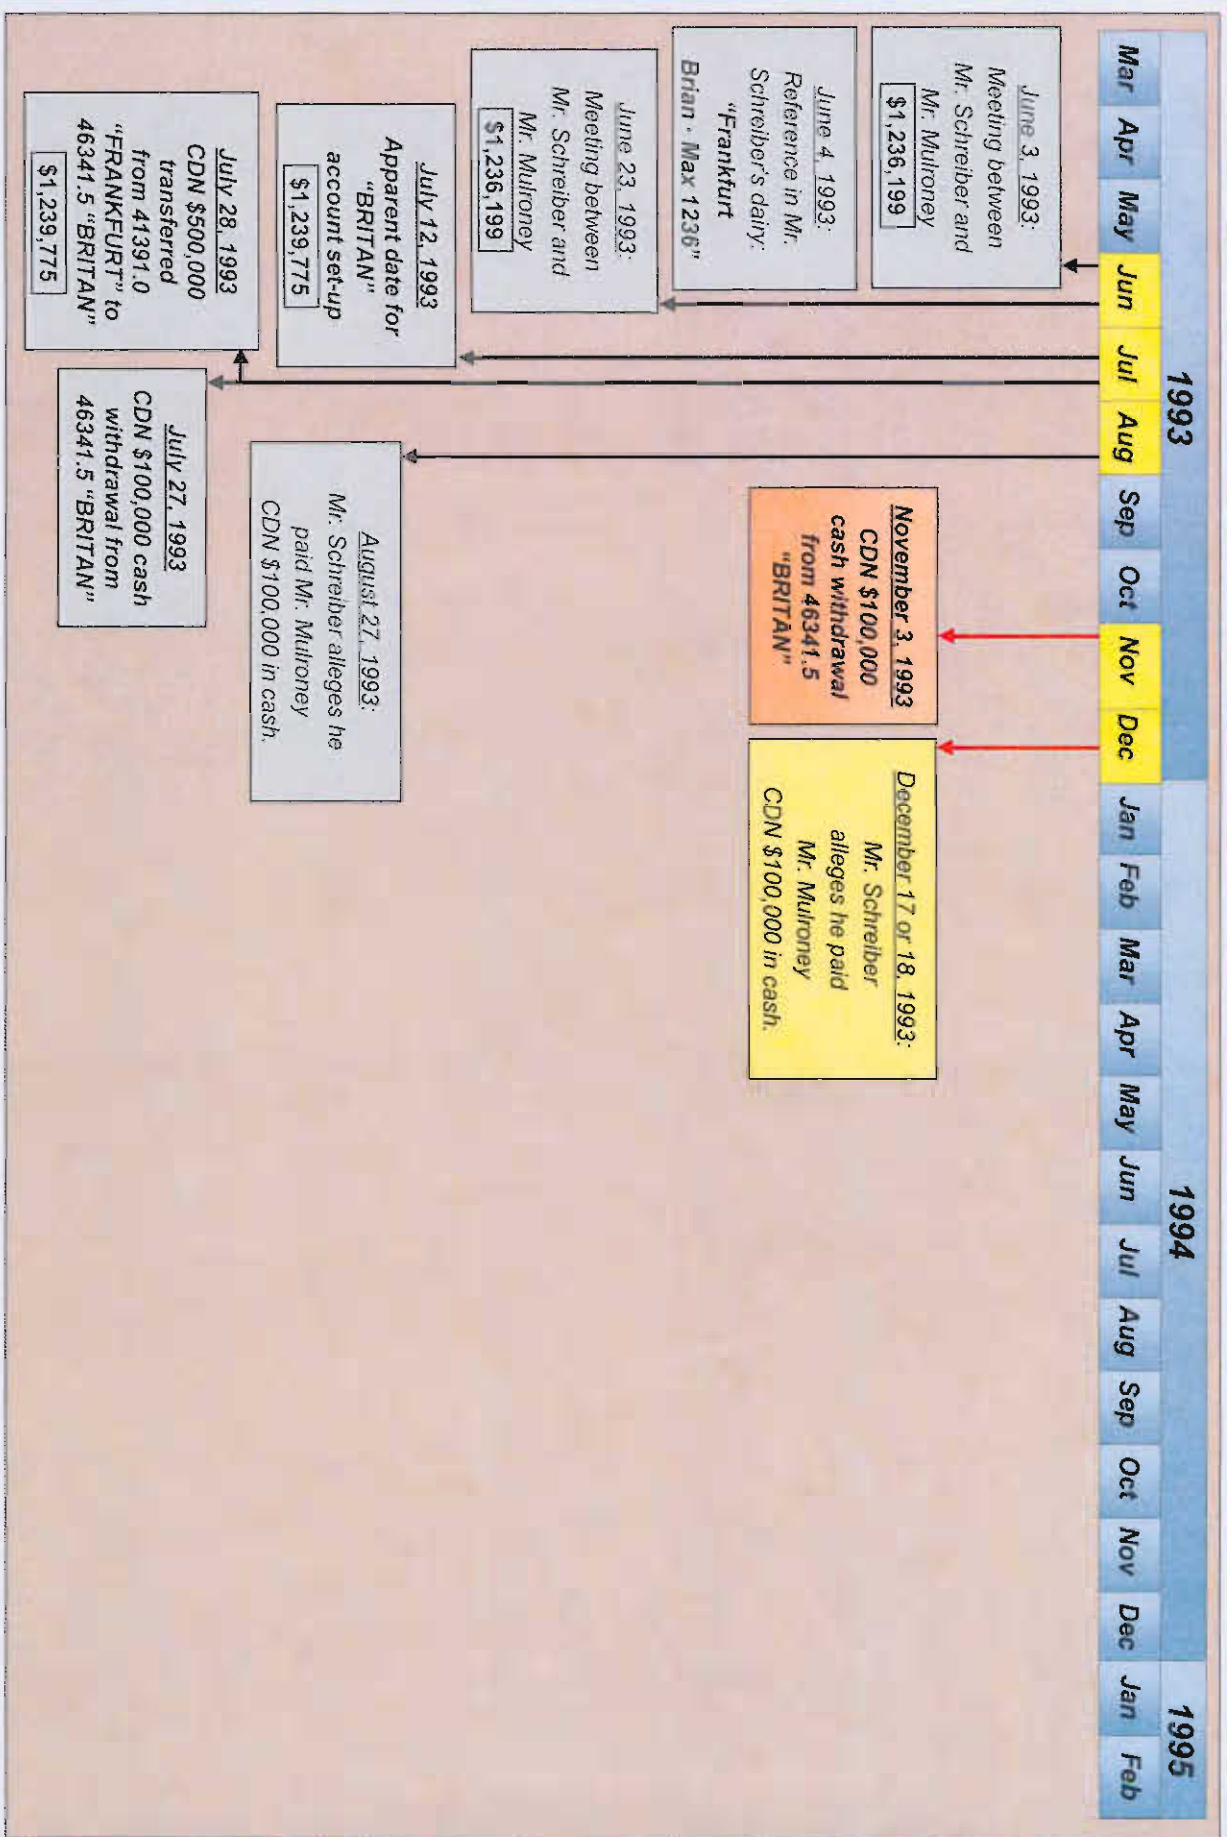 1993
1994
1995
Mar Apr May Jun Jul Aug Sep Oct Nov Dec Jan Feb Mar Apr May Jun Jul Aug Sep Oct Nov Dec Jan Feb
June 3, 1993:
Meeting between
Mr. Schreiber and
Mr. Mulroney
$1,236,199
June 4, 1993:
Reference in Mr.
Schreiber's dairy:
"Frankfurt
Brian - Max 1236"
June 23, 1993:
Meeting between
Mr. Schreiber and
Mr. Mulroney
$1,236,199
July 12, 1993
Apparent date for
"BRITAN"
account set-up
$1,239,775
July 28, 1993
CDN $500,000
transferred
from 41391.0
"FRANKFURT" to
46341.5 "BRITAN"
$1,239,775
July 27, 1993
CDN $100,000 cash
withdrawal from
46341.5 "BRITAN"
August 27, 1993:
Mr. Schreiber alleges he
paid Mr. Mulroney
CDN $100,000 in cash.
November 3, 1993
CDN $100,000
cash withdrawal
from 46341.5
"BRITAN"
December 17 or 18, 1993:
Mr. Schreiber
alleges he paid
Mr. Mulroney
CDN $100,000 in cash.